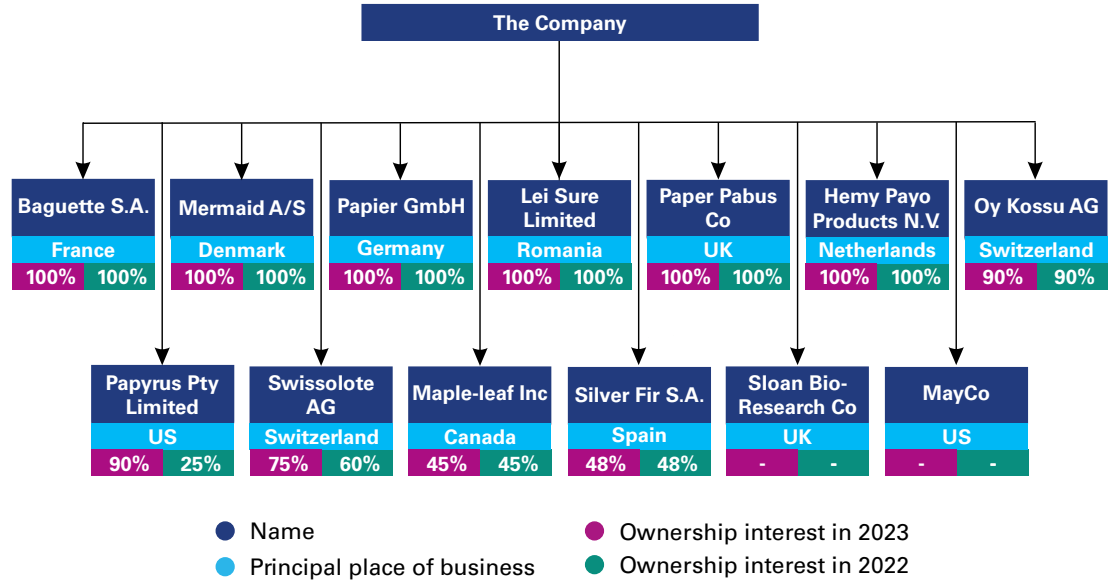 The Company
Baguette S.A.
France
100% 100%
Mermaid A/S
Denmark
100% 100%
Papier GmbH
Germany
100% 100%
Lei Sure
Limited
Romania
100% 100%
Paper Pabus
Co
UK
100% 100%
Hemy Payo
Products N.V.
Netherlands
100% 100%
Oy Kossu AG
Switzerland
90% 90%
Papyrus Pty
Limited
US
90% 25%
Swissolote
AG
Switzerland
75% 60%
Maple-leaf Inc
Canada
45% 45%
Silver Fir S.A.
Spain
48% 48%
Sloan Bio-
Research Co
UK
- -
MayCo
US
- -
Name
Principal place of business
Ownership interest in 2023
Ownership interest in 2022